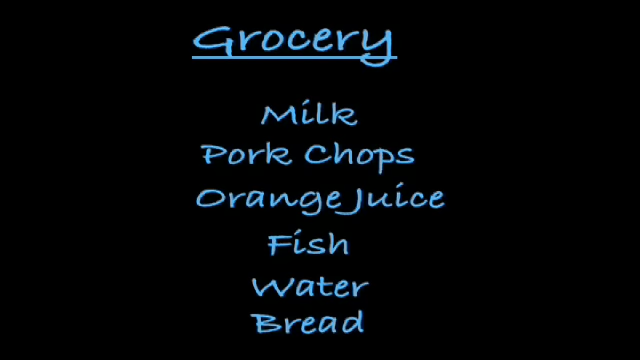 Grocery
Milk
Pork Chops
Orange Juice
Fish
Water
Bread